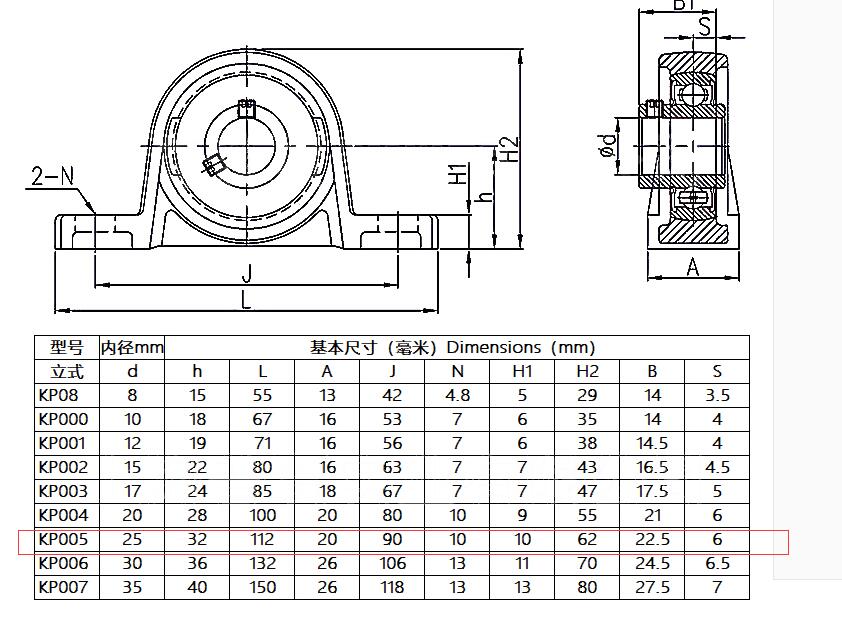 B1
S
2-N
H1
h
H2
ød
J
L
A
型号 内径mm 基本尺寸（毫米）Dimensions（mm）
立式 d h L A J N H1 H2 B S
KP08 8 15 55 13 42 4.8 5 29 14 3.5
KP000 10 18 67 16 53 7 6 35 14 4
KP001 12 19 71 16 56 7 6 38 14.5 4
KP002 15 22 80 16 63 7 7 43 16.5 4.5
KP003 17 24 85 18 67 7 7 47 17.5 5
KP004 20 28 100 20 80 10 9 55 21 6
KP005 25 32 112 20 90 10 10 62 22.5 6
KP006 30 36 132 26 106 13 11 70 24.5 6.5
KP007 35 40 150 26 118 13 13 80 27.5 7